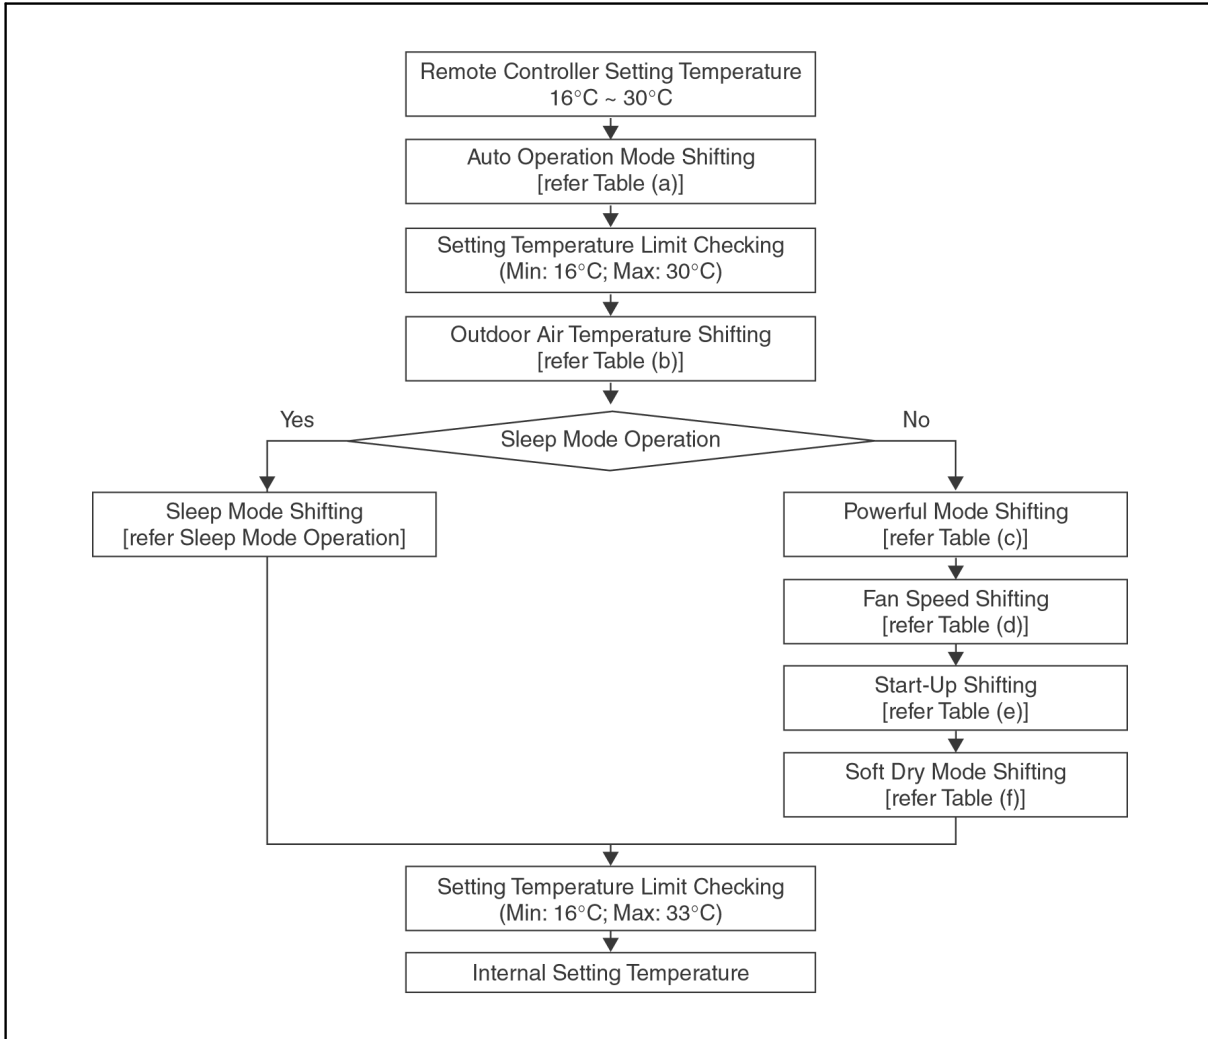 Remote Controller Setting Temperature
16°C ~ 30°C
Auto Operation Mode Shifting
[refer Table (a)]
Setting Temperature Limit Checking
(Min: 16°C; Max: 30°C)
Outdoor Air Temperature Shifting
[refer Table (b)]
Sleep Mode Operation
Yes
No
Sleep Mode Shifting
[refer Sleep Mode Operation]
Powerful Mode Shifting
[refer Table (c)]
Fan Speed Shifting
[refer Table (d)]
Start-Up Shifting
[refer Table (e)]
Soft Dry Mode Shifting
[refer Table (f)]
Setting Temperature Limit Checking
(Min: 16°C; Max: 33°C)
Internal Setting Temperature